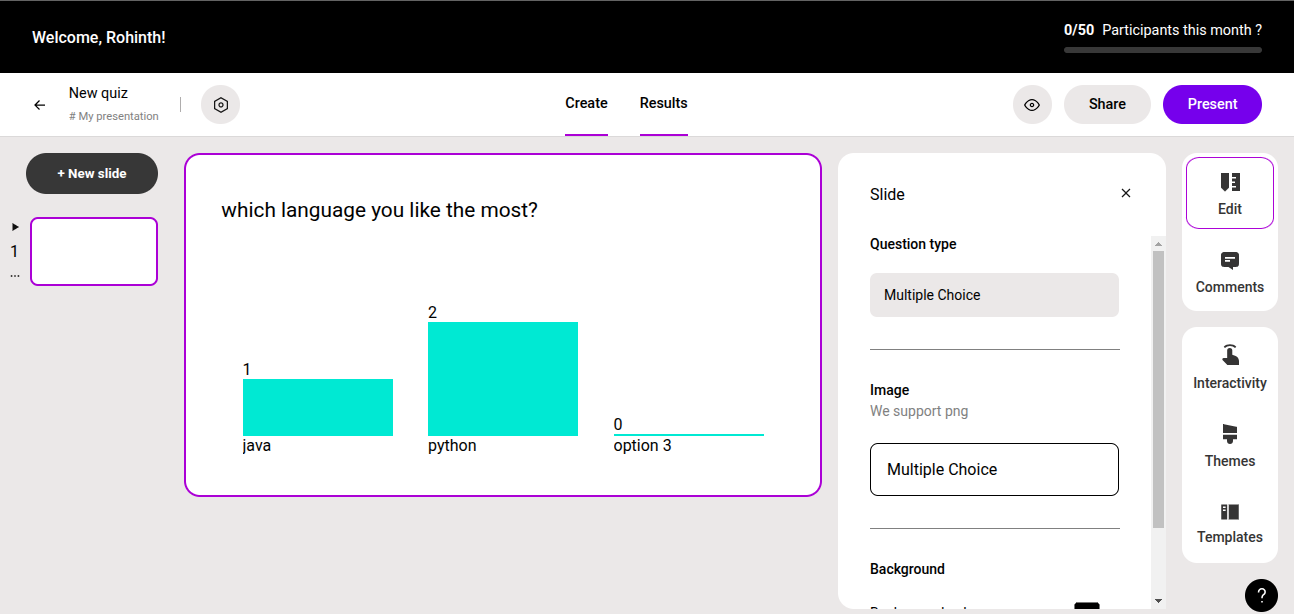 Welcome, Rohinth!
0/50 Participants this month ?
New quiz
# My presentation
Create
Results
Share
Present
+ New slide
1
...
which language you like the most?
1
java
2
python
0
option 3
Slide
Question type
Multiple Choice
Image
We support png
Multiple Choice
Background
Edit
Comments
Interactivity
Themes
Templates
?